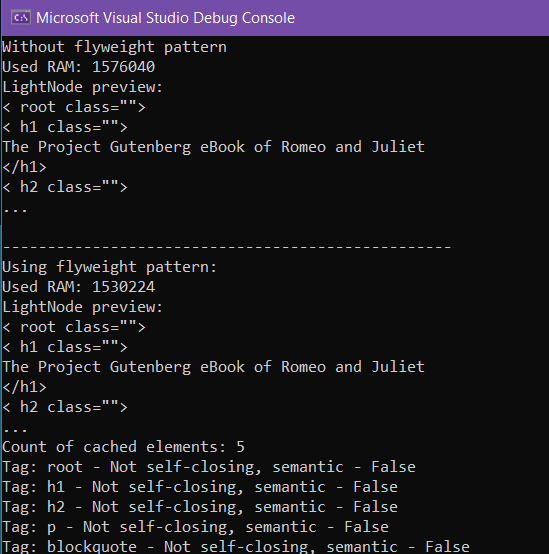 Microsoft Visual Studio Debug Console
Without flyweight pattern
Used RAM: 1576040
LightNode preview:
< root class="">
< h1 class="">
The Project Gutenberg eBook of Romeo and Juliet
</h1>
< h2 class="">
...
--------------------------------------------------
Using flyweight pattern:
Used RAM: 1530224
LightNode preview:
< root class="">
< h1 class="">
The Project Gutenberg eBook of Romeo and Juliet
</h1>
< h2 class="">
...
Count of cached elements: 5
Tag: root - Not self-closing, semantic - False
Tag: h1 - Not self-closing, semantic - False
Tag: h2 - Not self-closing, semantic - False
Tag: p - Not self-closing, semantic - False
Tag: blockquote - Not self-closing, semantic - False